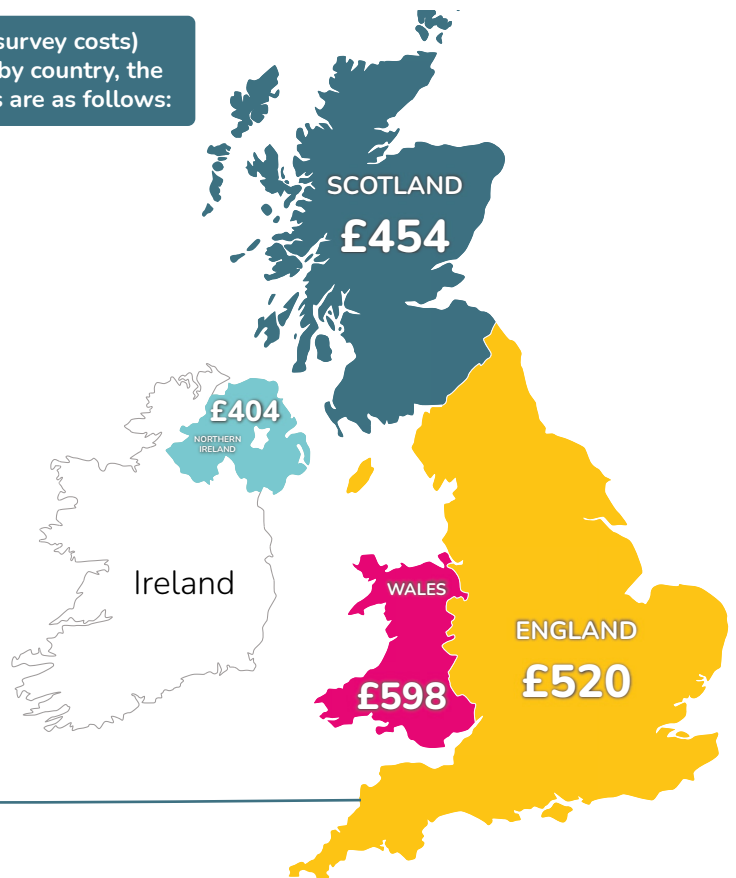 survey costs)
by country, the
s are as follows:
SCOTLAND
£454
£404
NORTHERN
IRELAND
Ireland
WALES
ENGLAND
£520
£598